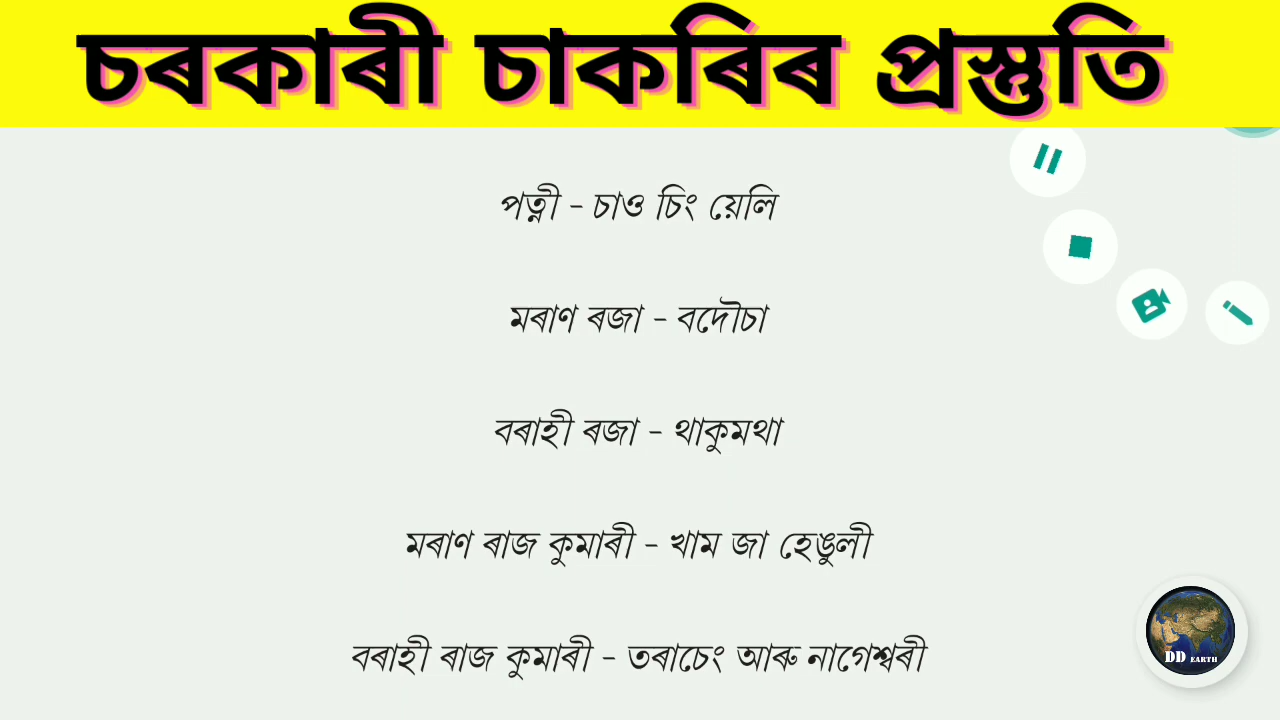 চৰকাৰী চাকৰিৰ প্ৰস্তুতি
পত্নী - চাও চিং য়েলি
মৰাণ ৰজা - বদৌচা
বৰাহী ৰজা - থাকুমথা
মৰাণ ৰাজ কুমাৰী - খাম জা হেঙুলী
বৰাহী ৰাজ কুমাৰী - তৰাচেং আৰু নাগেশ্বৰী
DD EARTH